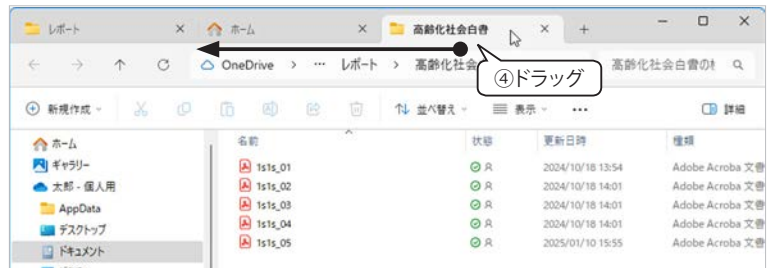 レポート × ホーム × 高齢化社会白書 × + − □ ×
OneDrive > ... レポート > 高齢化社会
高齢化社会白書の
④ドラッグ
新規作成 並べ替え 表示 ... 詳細
ホーム
ギャラリー
太郎 - 個人用
AppData
デスクトップ
ドキュメント
名前 状態 更新日時 種類
1s1s_01 2024/10/18 13:54 Adobe Acroba 文書
1s1s_02 2024/10/18 14:01 Adobe Acroba 文書
1s1s_03 2024/10/18 14:01 Adobe Acroba 文書
1s1s_04 2024/10/18 14:01 Adobe Acroba 文書
1s1s_05 2025/01/10 15:55 Adobe Acroba 文書